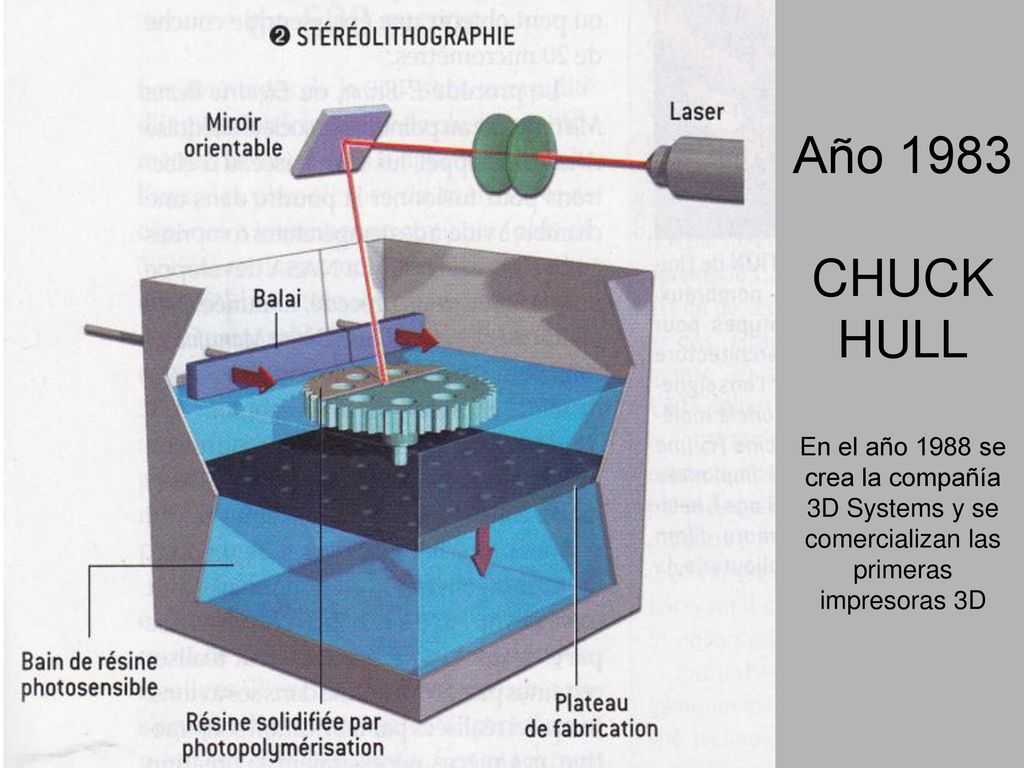 ❷ STÉRÉOLITHOGRAPHIE
Miroir
orientable
Laser
Balai
Bain de résine
photosensible
Résine solidifiée par
photopolymérisation
Plateau
de fabrication
Año 1983
CHUCK
HULL
En el año 1988 se
crea la compañía
3D Systems y se
comercializan las
primeras
impresoras 3D